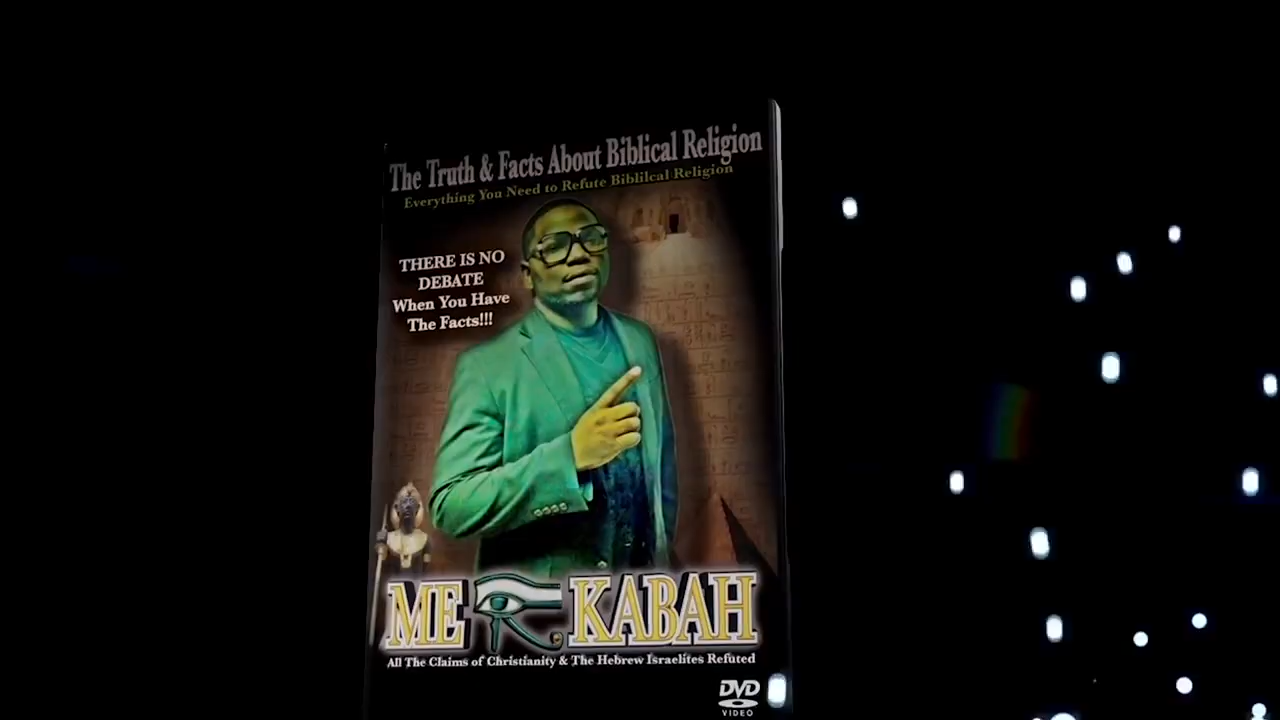 The Truth & Facts About Biblical Religion
Everything You Need to Refute Biblilcal Religion
THERE IS NO
DEBATE
When You Have
The Facts!!!
ME R. KABAH
All The Claims of Christianity & The Hebrew Israelites Refuted
DVD
VIDEO